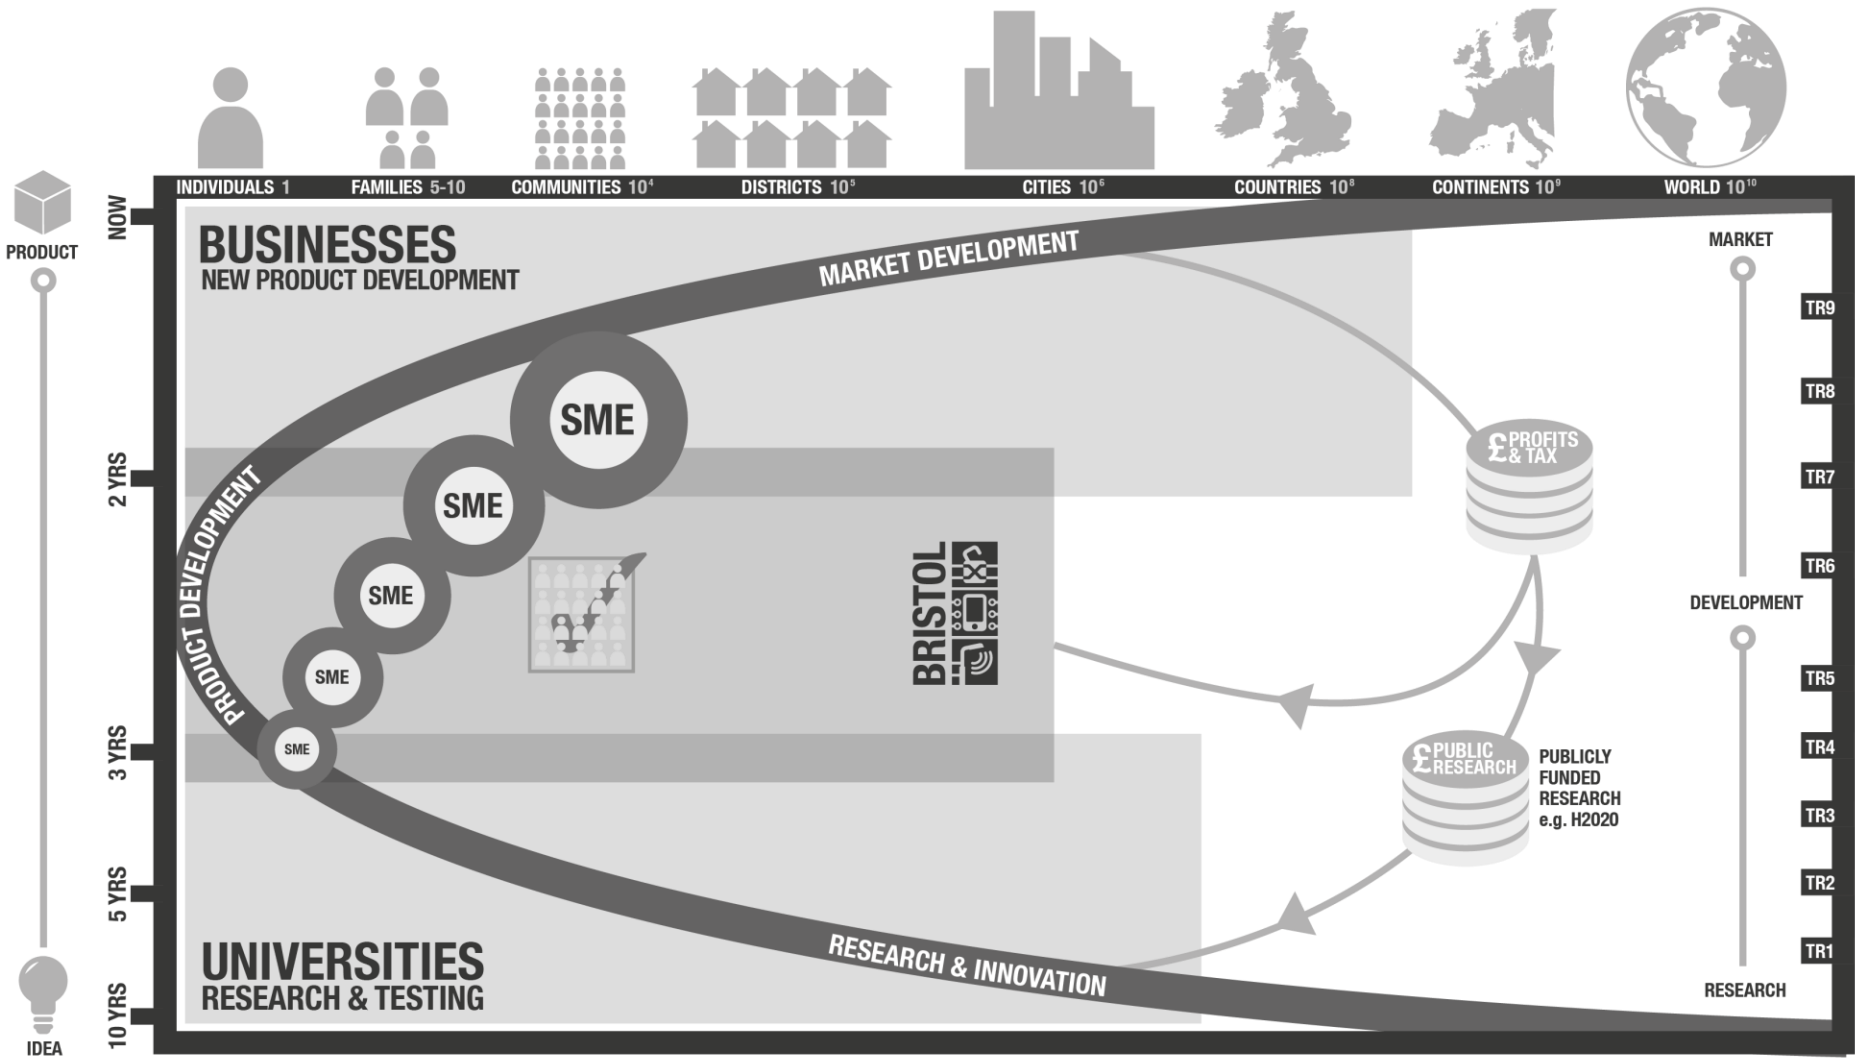 INDIVIDUALS 1
FAMILIES 5-10
COMMUNITIES 10⁴
DISTRICTS 10⁵
CITIES 10⁶
COUNTRIES 10⁸
CONTINENTS 10⁹
WORLD 10¹⁰
PRODUCT
IDEA
NOW
2 YRS
3 YRS
5 YRS
10 YRS
BUSINESSES
NEW PRODUCT DEVELOPMENT
MARKET DEVELOPMENT
PRODUCT DEVELOPMENT
SME
SME
SME
SME
SME
BRISTOL
£ PROFITS
& TAX
£ PUBLIC
RESEARCH
PUBLICLY
FUNDED
RESEARCH
e.g. H2020
UNIVERSITIES
RESEARCH & TESTING
RESEARCH & INNOVATION
MARKET
DEVELOPMENT
RESEARCH
TR9
TR8
TR7
TR6
TR5
TR4
TR3
TR2
TR1